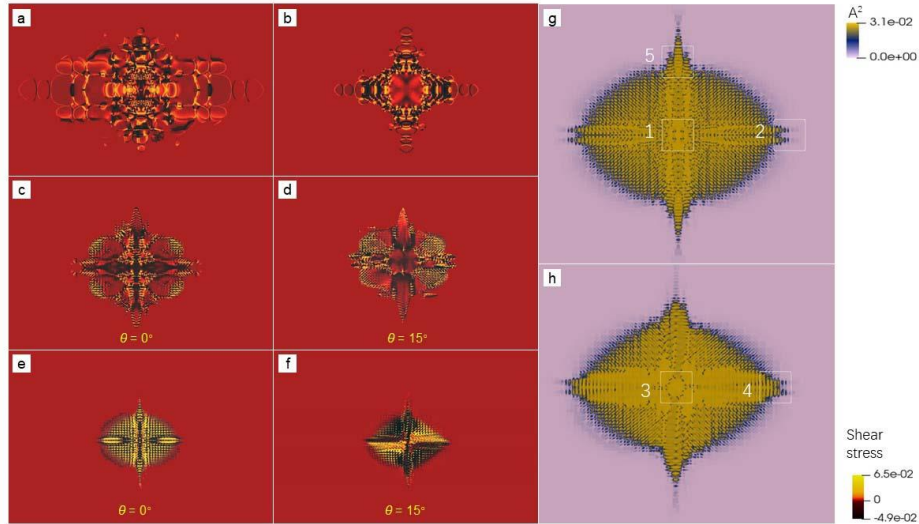 a
b
c
θ = 0°
d
θ = 15°
e
θ = 0°
f
θ = 15°
g
5
1
2
h
3
4
A²
3.1e-02
0.0e+00
Shear
stress
6.5e-02
0
-4.9e-02